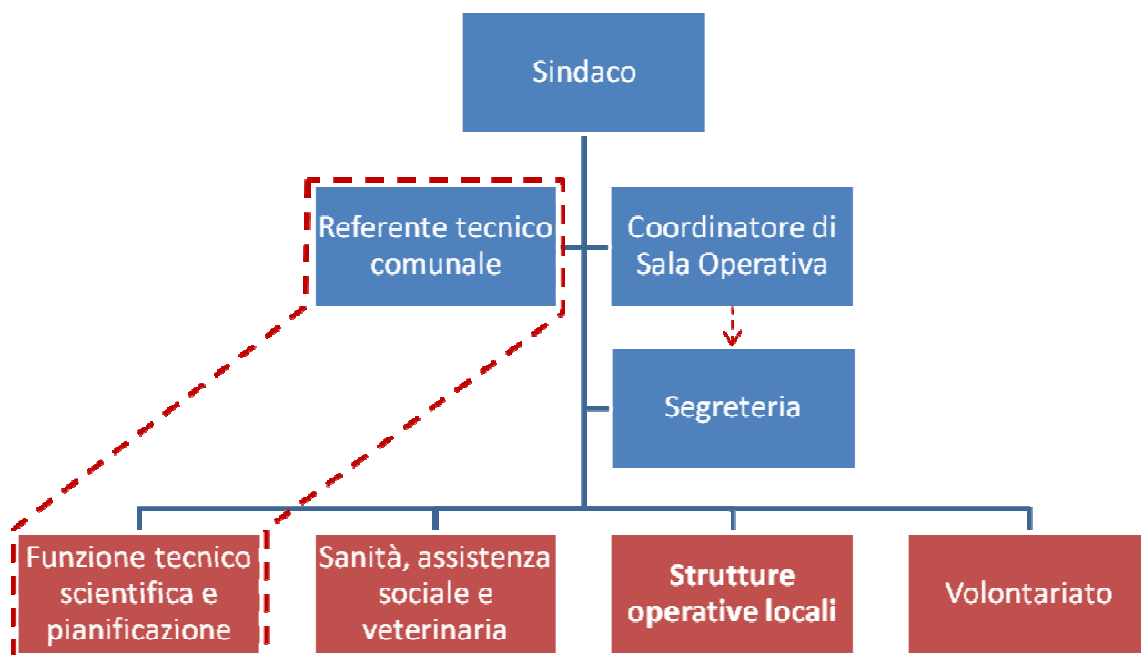 Sindaco
Referente tecnico
comunale
Coordinatore di
Sala Operativa
Segreteria
Funzione tecnico
scientifica e
pianificazione
Sanità, assistenza
sociale e
veterinaria
Strutture
operative locali
Volontariato